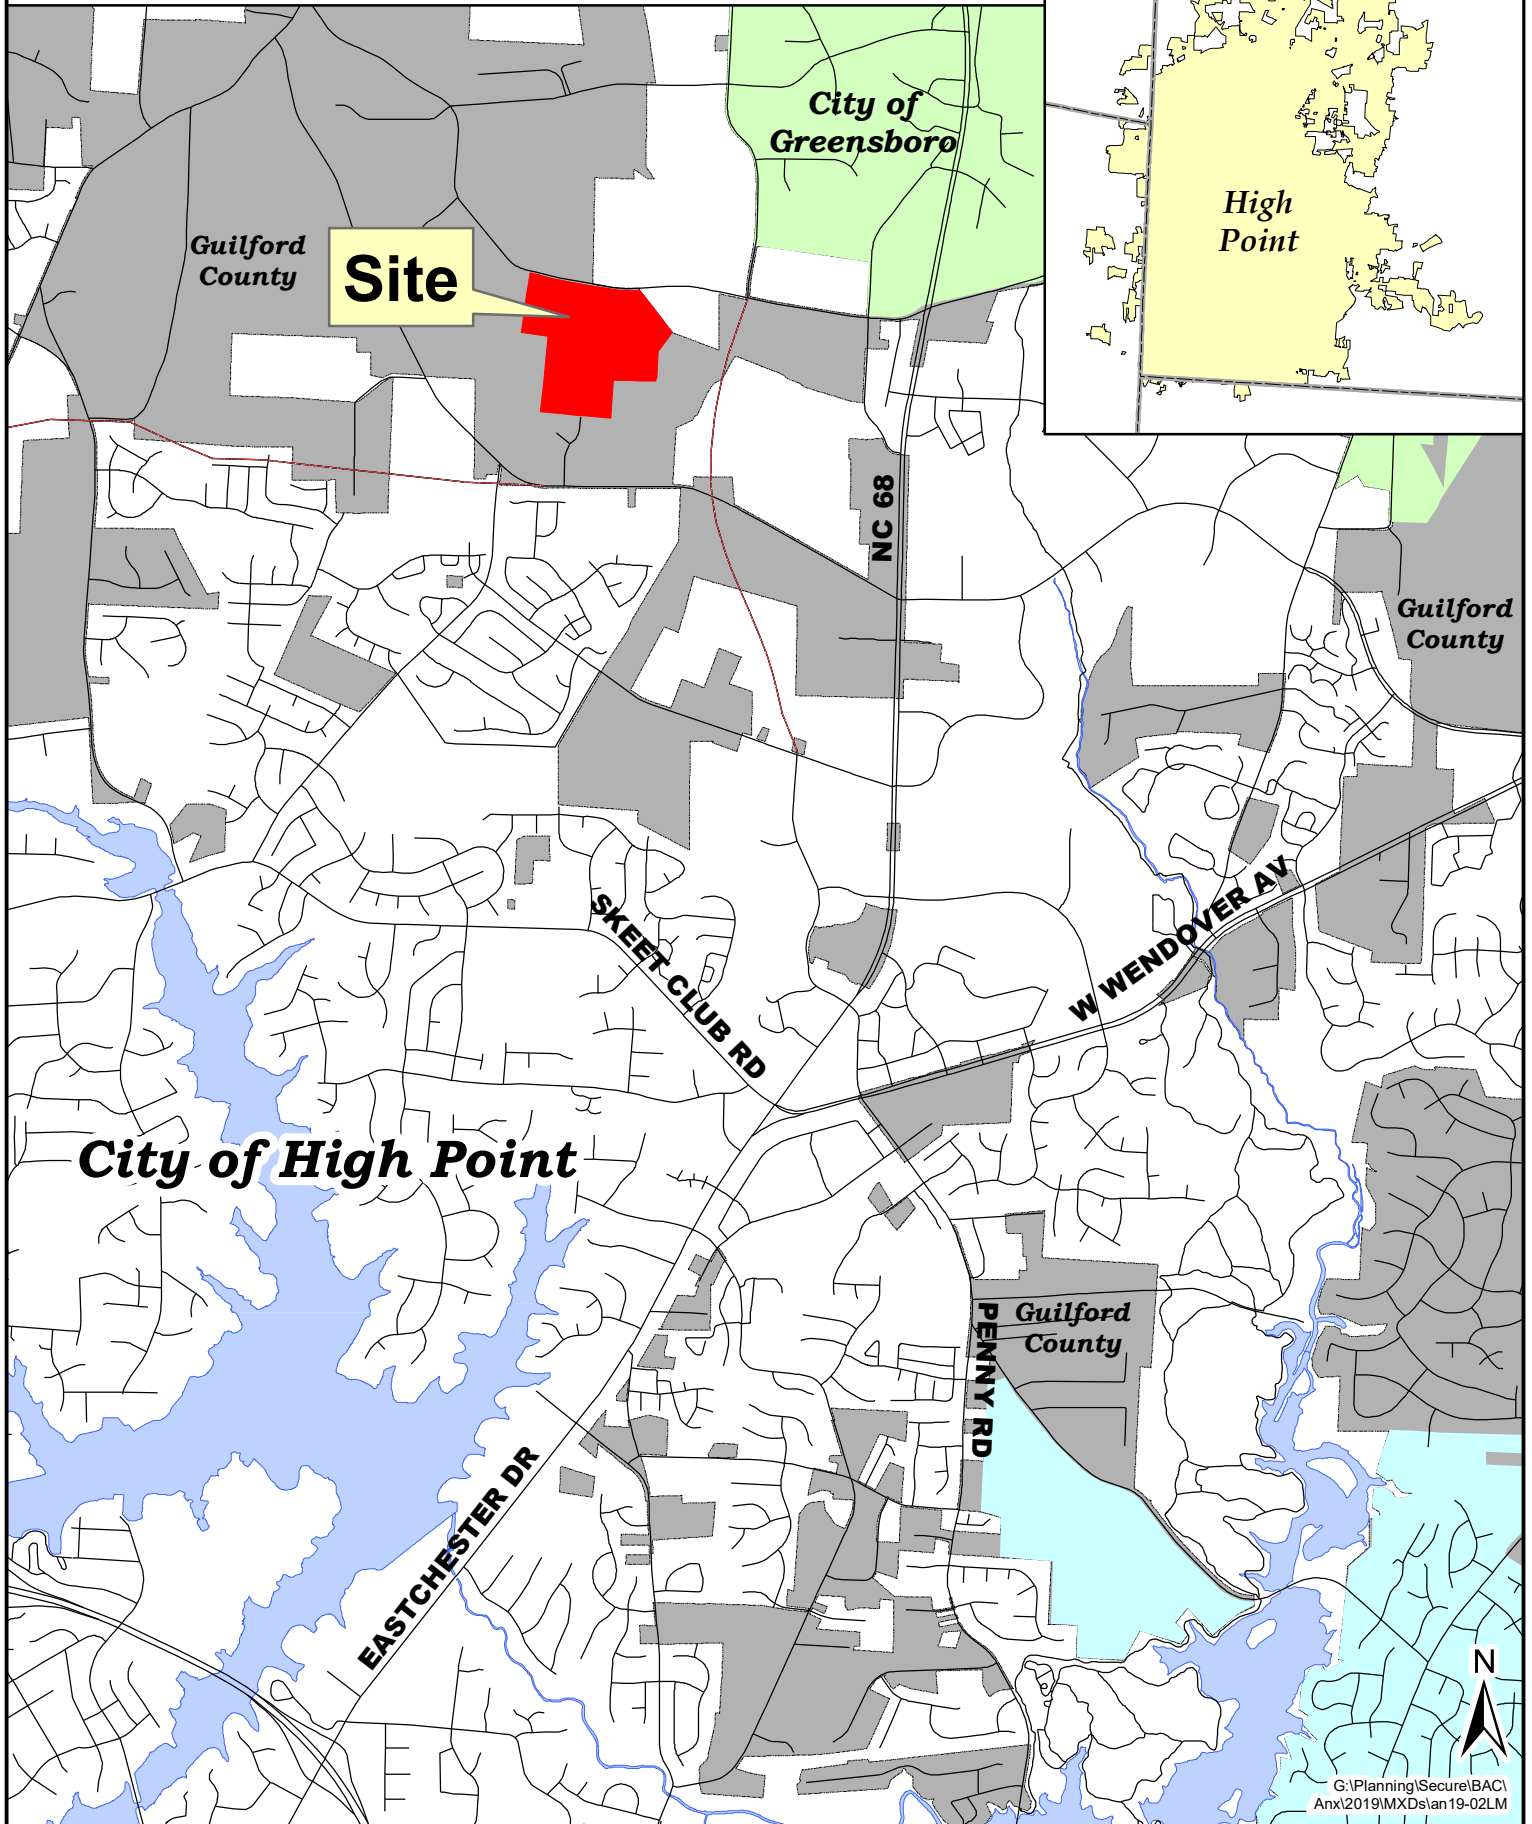 City of
Greensboro
High
Point
Guilford
County
Site
NC 68
Guilford
County
W WENDOVER AV
SKEET CLUB RD
City of High Point
Guilford
County
PENNY RD
EASTCHESTER DR
N
G:\Planning\Secure\BAC\
Anx\2019\MXDs\an19-02LM